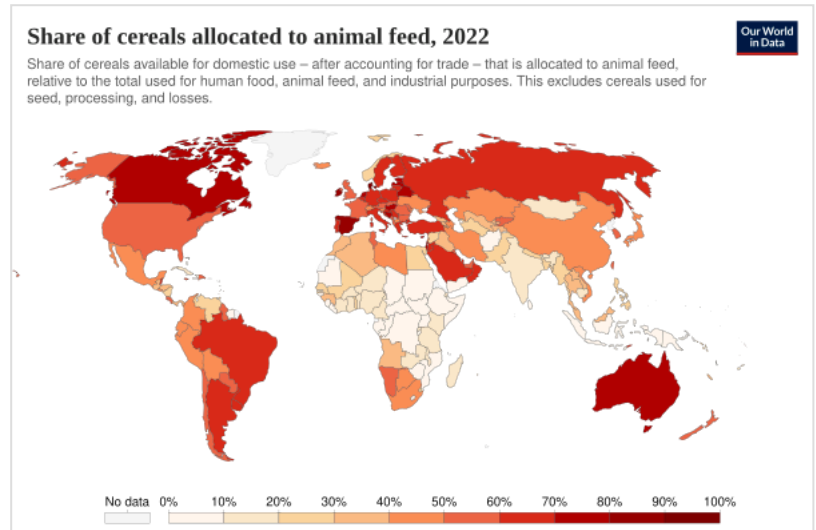 Share of cereals allocated to animal feed, 2022
Our World
in Data
Share of cereals available for domestic use – after accounting for trade – that is allocated to animal feed,
relative to the total used for human food, animal feed, and industrial purposes. This excludes cereals used for
seed, processing, and losses.
No data 0% 10% 20% 30% 40% 50% 60% 70% 80% 90% 100%